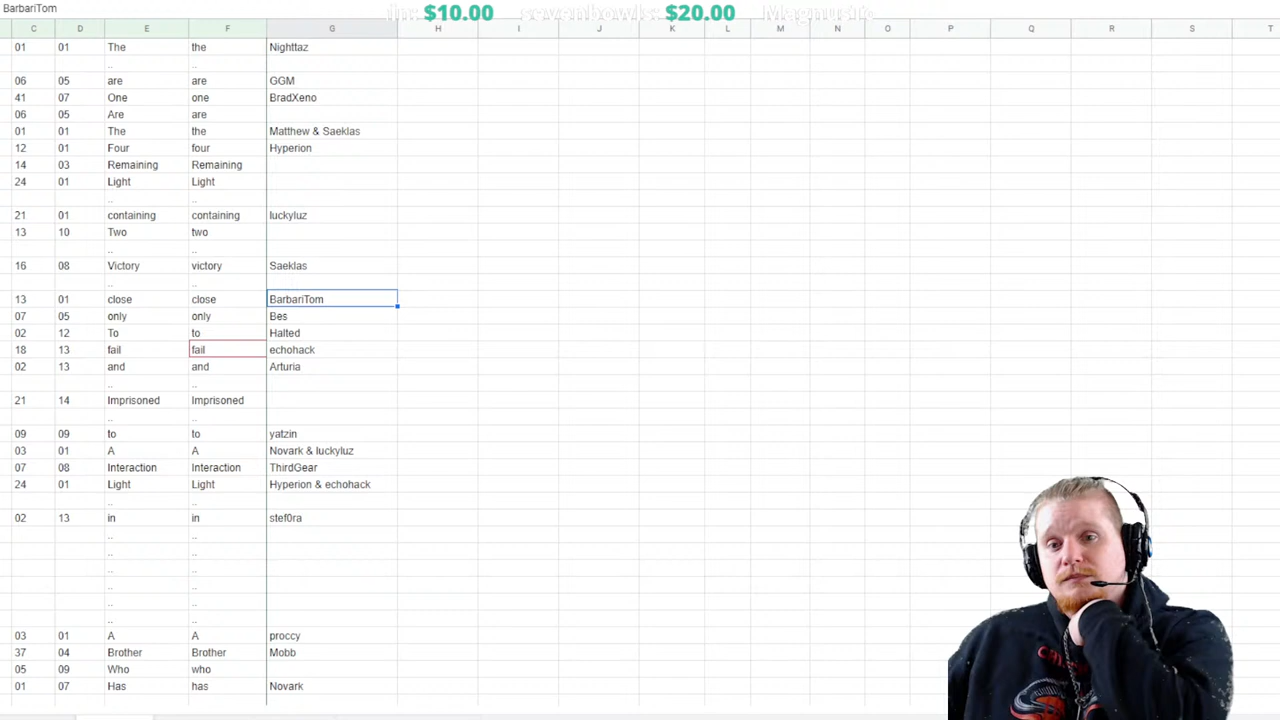 BarbariTom
$10.00 sevenbowls: $20.00 Magnusito
C D E F G H I J K L M N O P Q R S T
01 01 The the Nighttaz
.. ..
06 05 are are GGM
41 07 One one BradXeno
06 05 Are are
01 01 The the Matthew & Saeklas
12 01 Four four Hyperion
14 03 Remaining Remaining
24 01 Light Light
.. ..
21 01 containing containing luckyluz
13 10 Two two
.. ..
16 08 Victory victory Saeklas
.. ..
13 01 close close BarbariTom
07 05 only only Bes
02 12 To to Halted
18 13 fail fail echohack
02 13 and and Arturia
.. ..
21 14 Imprisoned Imprisoned
.. ..
09 09 to to yatzin
03 01 A A Novark & luckyluz
07 08 Interaction Interaction ThirdGear
24 01 Light Light Hyperion & echohack
.. ..
02 13 in in stef0ra
.. ..
.. ..
.. ..
.. ..
.. ..
.. ..
03 01 A A proccy
37 04 Brother Brother Mobb
05 09 Who who
01 07 Has has Novark